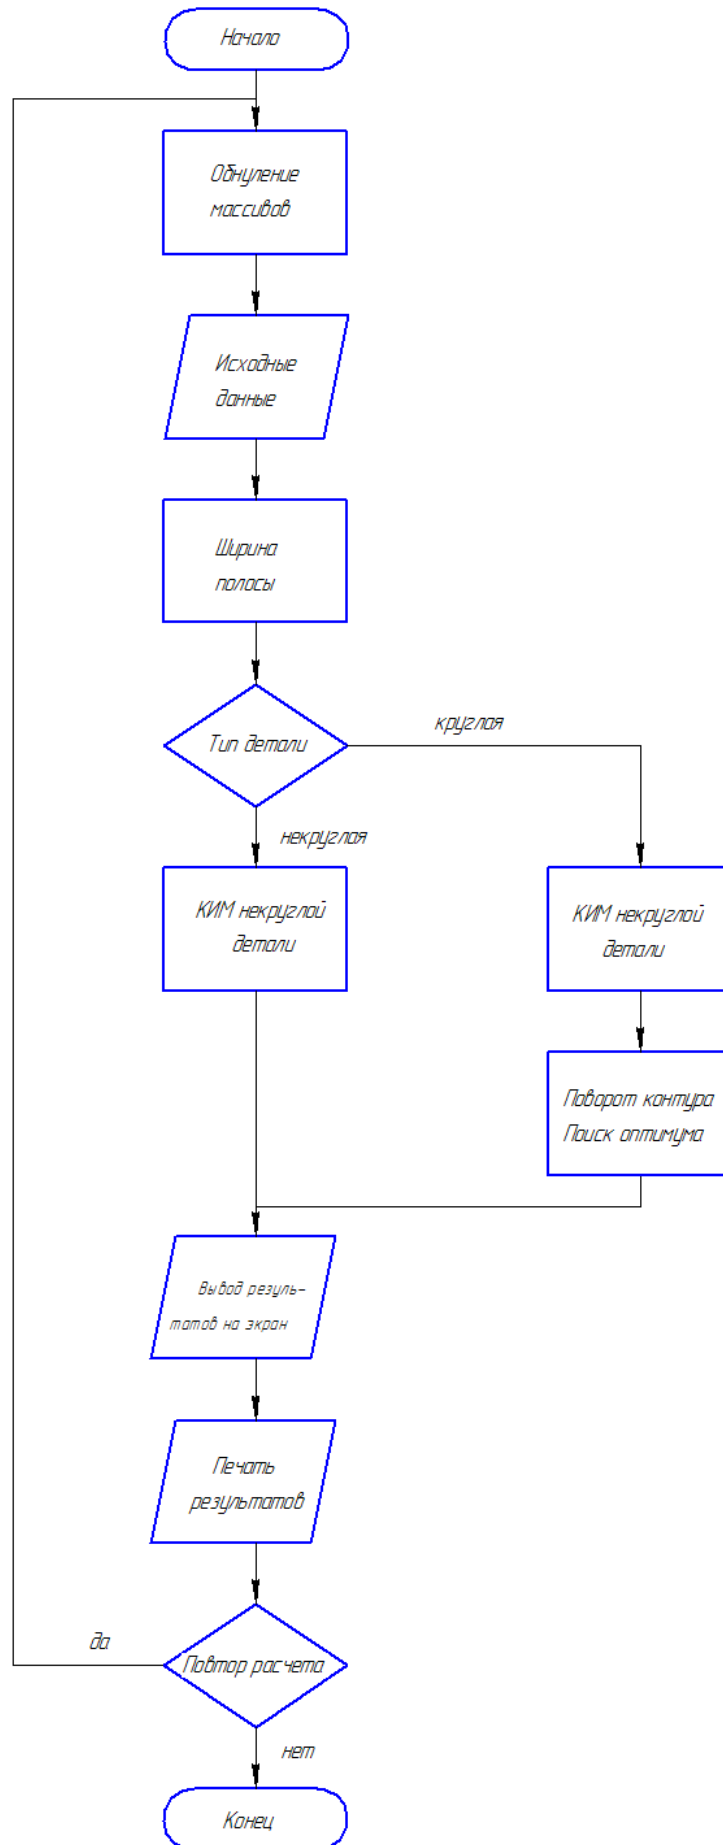 Начало
Обнуление
массивов
Исходные
данные
Ширина
полосы
Тип детали
круглая
некруглая
КИМ некруглой
детали
КИМ некруглой
детали
Поворот контура
Поиск оптимума
Вывод резуль-
татов на экран
Печать
результатов
да
Повтор расчета
нет
Конец